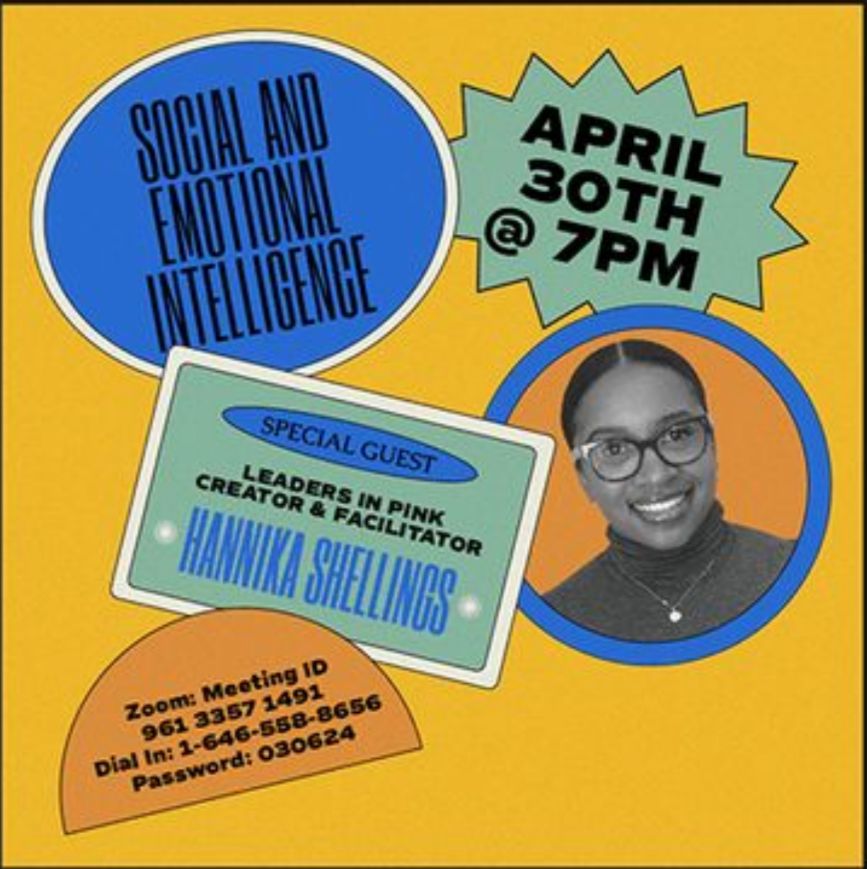 SOCIAL AND
EMOTIONAL
INTELLIGENCE
APRIL
30TH
@ 7PM
SPECIAL GUEST
LEADERS IN PINK
CREATOR & FACILITATOR
HANNIKA SHELLINGS
Zoom: Meeting ID
961 3357 1491
Dial In: 1-646-558-8656
Password: 030624